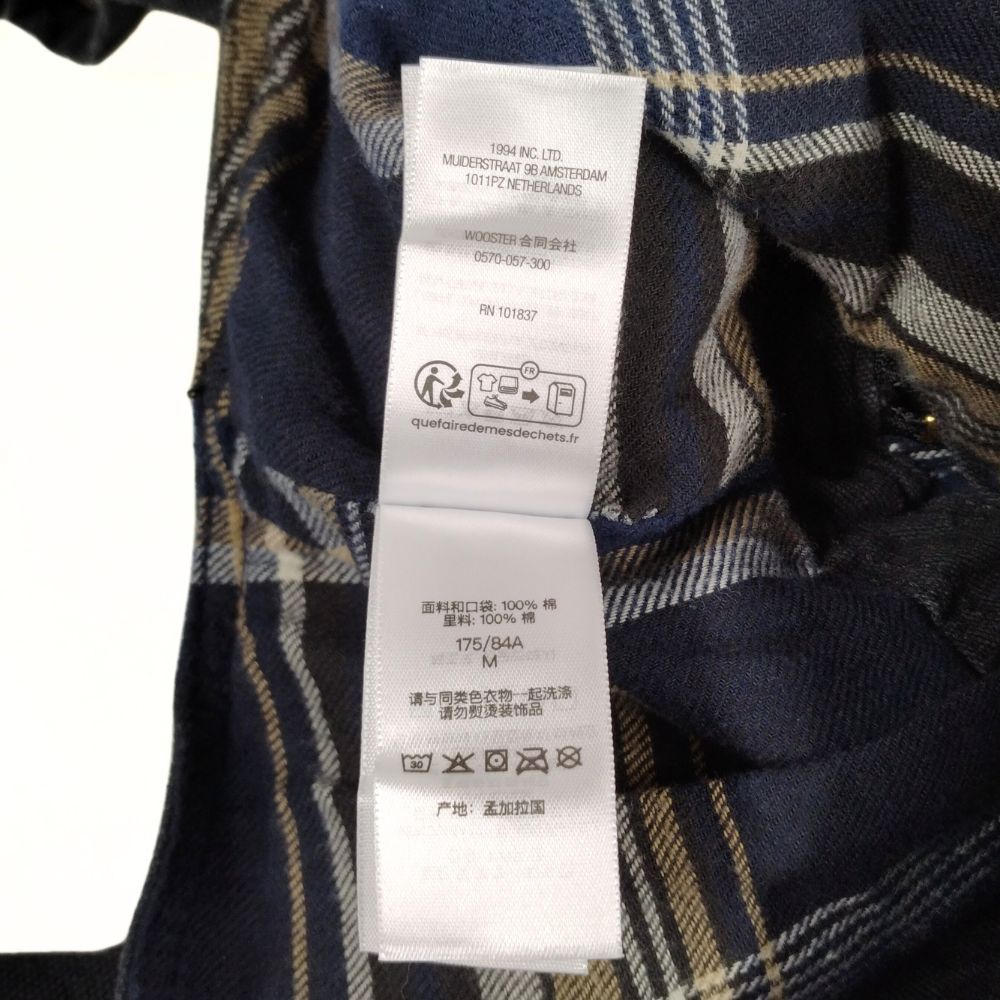 1994 INC. LTD.
MUIDERSTRAAT 9B AMSTERDAM
1011PZ NETHERLANDS
WOOSTER 合同会社
0570-057-300
RN 101837
FR
quefairedemesdechets.fr
面料和口袋: 100% 棉
里料: 100% 棉
175/84A
M
请与同类色衣物一起洗涤
请勿熨烫装饰品
30
产地: 孟加拉国